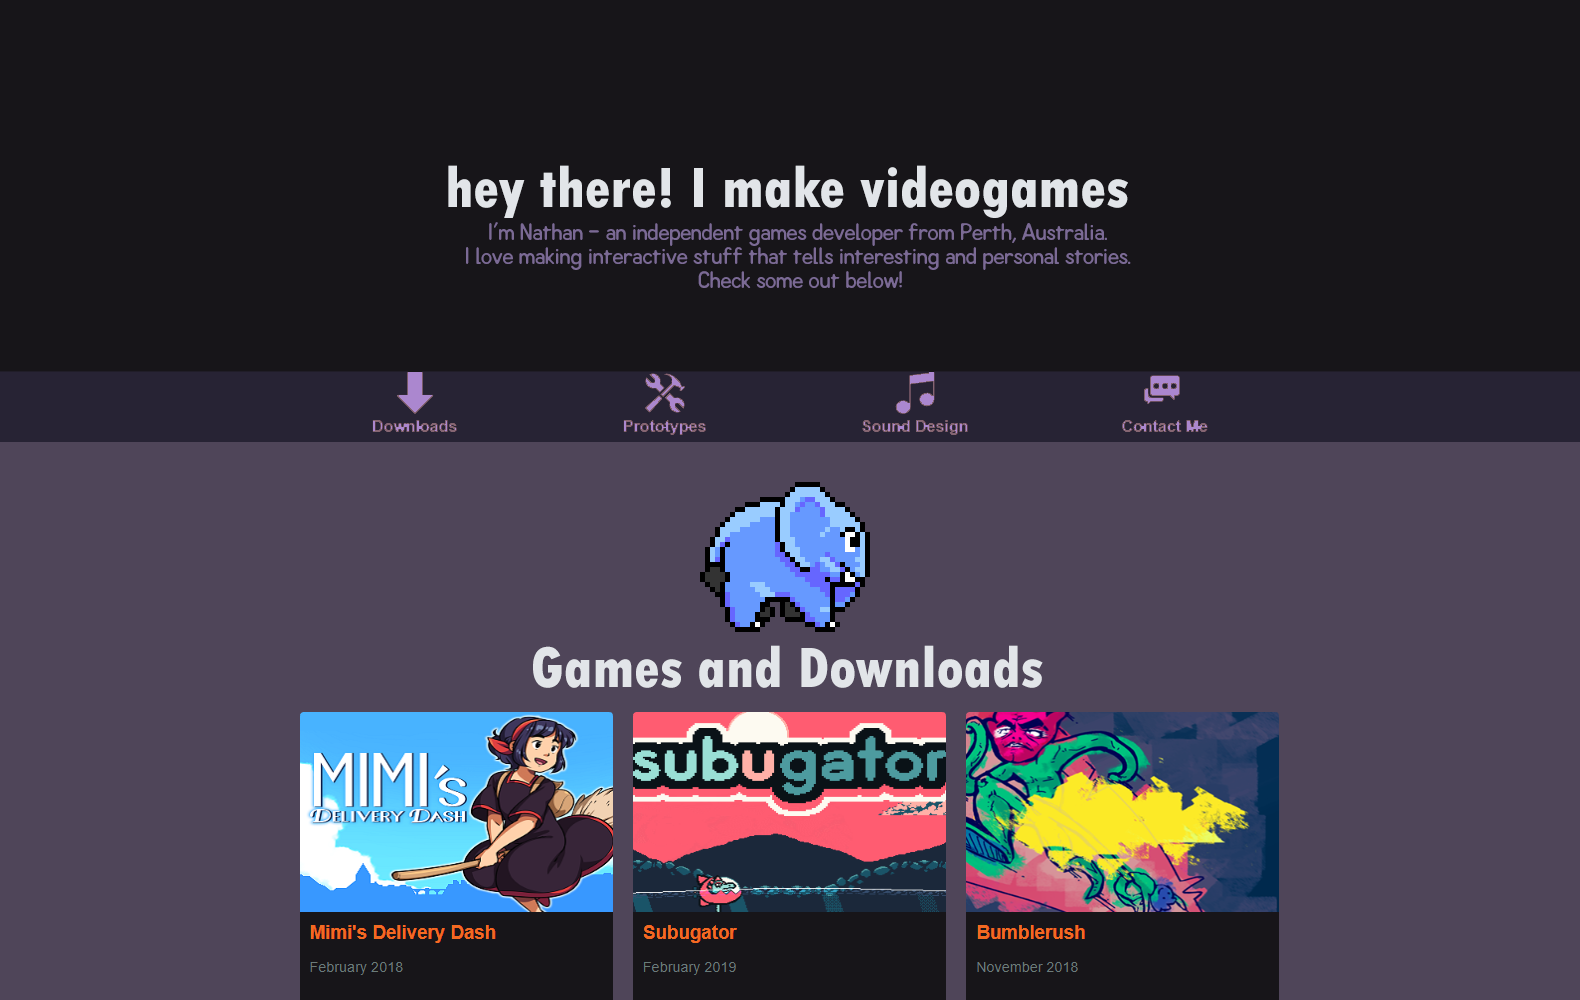 hey there! I make videogames
I'm Nathan - an independent games developer from Perth, Australia.
I love making interactive stuff that tells interesting and personal stories.
Check some out below!
Downloads
Prototypes
Sound Design
Contact Me
Games and Downloads
MIMI's
DELIVERY DASH
subugator
Mimi's Delivery Dash
Subugator
Bumblerush
February 2018
February 2019
November 2018